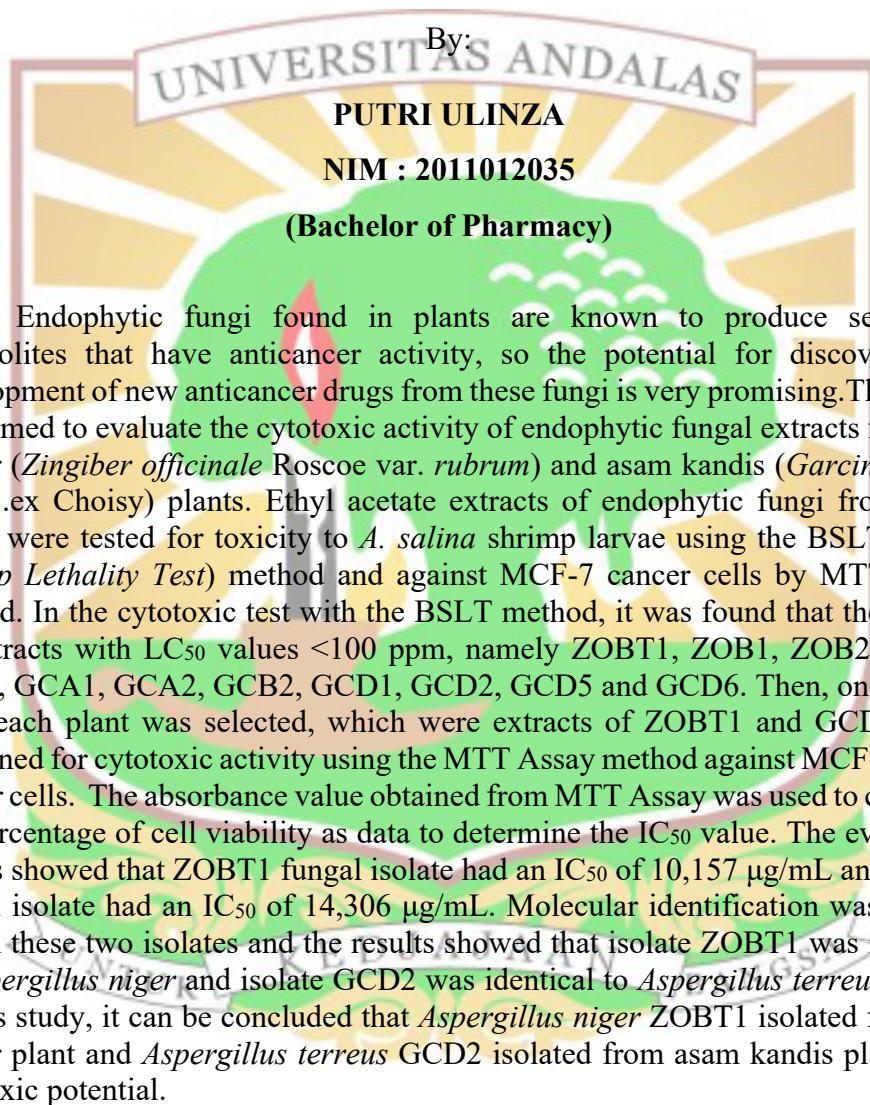 By:
UNIVERSITAS ANDALAS
PUTRI ULINZA
NIM : 2011012035
(Bachelor of Pharmacy)
Endophytic fungi found in plants are known to produce se
olites that have anticancer activity, so the potential for discov
opment of new anticancer drugs from these fungi is very promising.Th
med to evaluate the cytotoxic activity of endophytic fungal extracts
(Zingiber officinale Roscoe var. rubrum) and asam kandis (Garcin
.ex Choisy) plants. Ethyl acetate extracts of endophytic fungi fro
were tested for toxicity to A. salina shrimp larvae using the BSLT
p Lethality Test) method and against MCF-7 cancer cells by MTT
d. In the cytotoxic test with the BSLT method, it was found that the
tracts with LC₅₀ values <100 ppm, namely ZOBT1, ZOB1, ZOB2
, GCA1, GCA2, GCB2, GCD1, GCD2, GCD5 and GCD6. Then, on
each plant was selected, which were extracts of ZOBT1 and GCD
ned for cytotoxic activity using the MTT Assay method against MCF-
r cells. The absorbance value obtained from MTT Assay was used to c
rcentage of cell viability as data to determine the IC₅₀ value. The ev
s showed that ZOBT1 fungal isolate had an IC₅₀ of 10,157 μg/mL an
isolate had an IC₅₀ of 14,306 μg/mL. Molecular identification was
these two isolates and the results showed that isolate ZOBT1 was
pergillus niger and isolate GCD2 was identical to Aspergillus terreu
s study, it can be concluded that Aspergillus niger ZOBT1 isolated f
r plant and Aspergillus terreus GCD2 isolated from asam kandis pla
xic potential.
UNTUK KEDJAJAAN BANGSA